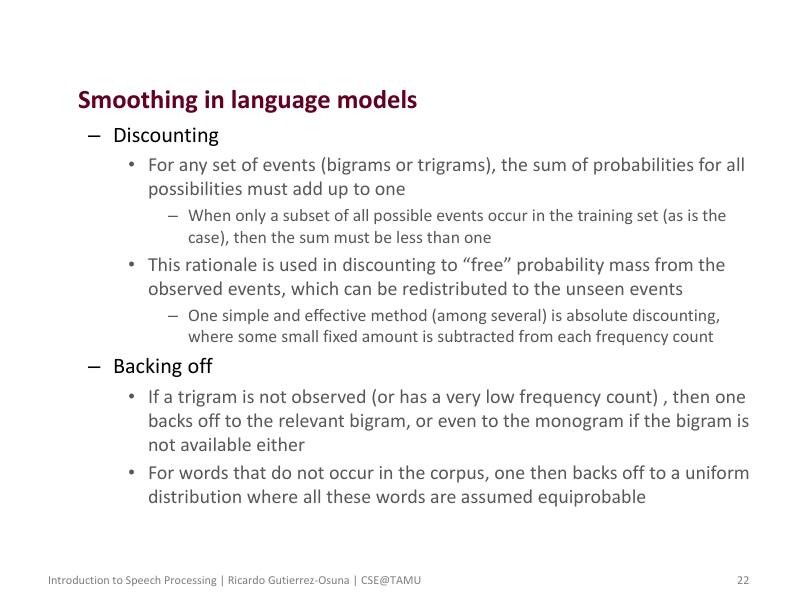 Smoothing in language models
– Discounting
• For any set of events (bigrams or trigrams), the sum of probabilities for all
possibilities must add up to one
– When only a subset of all possible events occur in the training set (as is the
case), then the sum must be less than one
• This rationale is used in discounting to “free” probability mass from the
observed events, which can be redistributed to the unseen events
– One simple and effective method (among several) is absolute discounting,
where some small fixed amount is subtracted from each frequency count
– Backing off
• If a trigram is not observed (or has a very low frequency count) , then one
backs off to the relevant bigram, or even to the monogram if the bigram is
not available either
• For words that do not occur in the corpus, one then backs off to a uniform
distribution where all these words are assumed equiprobable
Introduction to Speech Processing | Ricardo Gutierrez-Osuna | CSE@TAMU
22